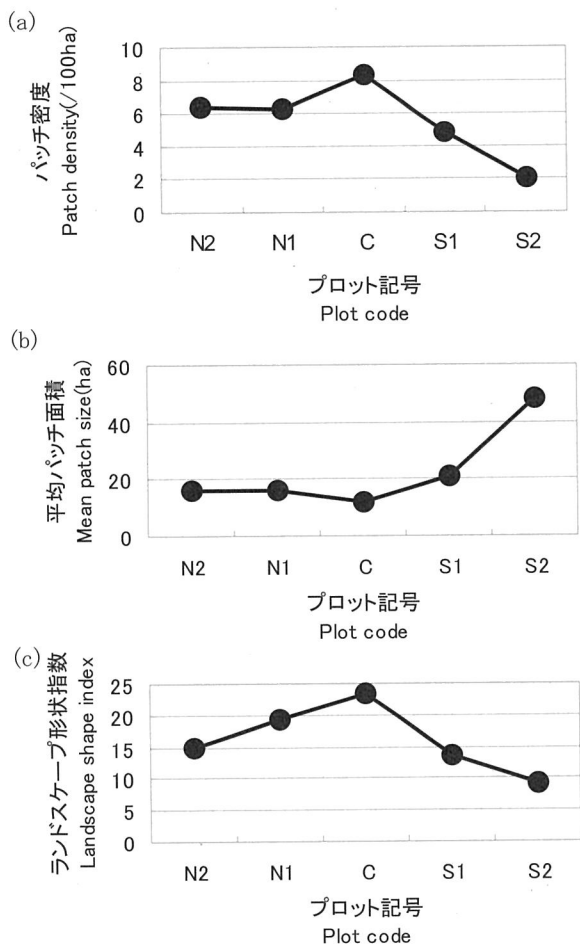 (a)
パッチ密度
Patch density(/100ha)
10
8
6
4
2
0
N2 N1 C S1 S2
プロット記号
Plot code
(b)
平均パッチ面積
Mean patch size(ha)
60
40
20
0
N2 N1 C S1 S2
プロット記号
Plot code
(c)
ランドスケープ形状指数
Landscape shape index
25
20
15
10
5
0
N2 N1 C S1 S2
プロット記号
Plot code